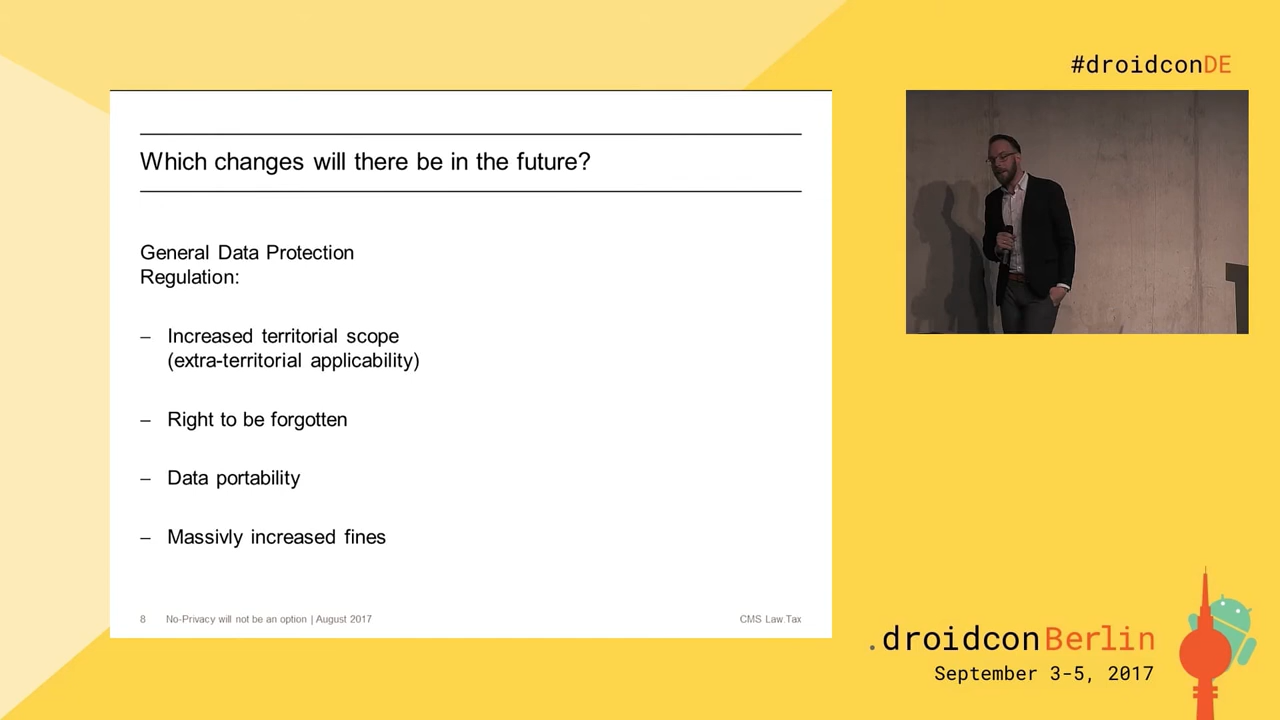 #droidconDE
Which changes will there be in the future?
General Data Protection
Regulation:
– Increased territorial scope
(extra-territorial applicability)
– Right to be forgotten
– Data portability
– Massivly increased fines
8 No-Privacy will not be an option | August 2017 CMS Law.Tax
.droidconBerlin
September 3-5, 2017